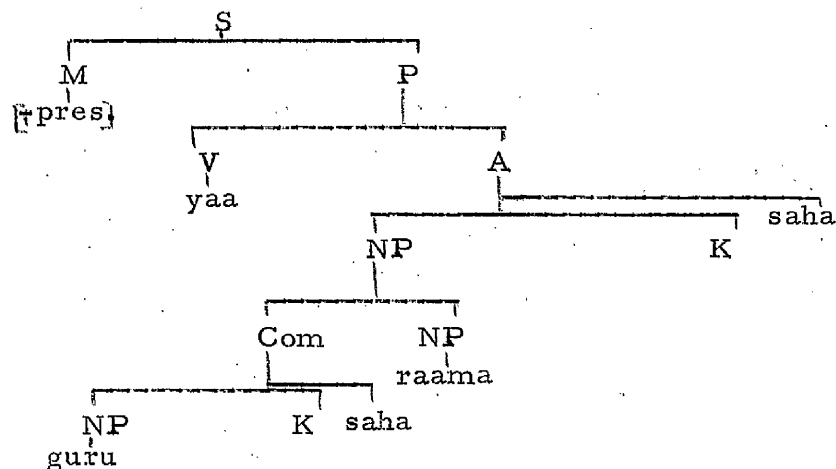 S
M P
[+pres]
V A
yaa
saha
NP K
Com NP
raama
NP K saha
guru